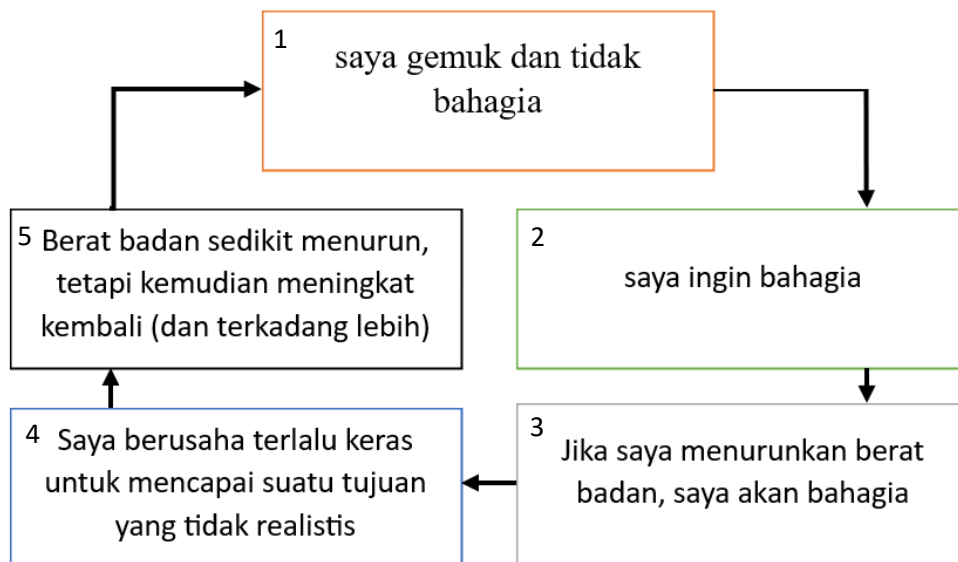 1
saya gemuk dan tidak
bahagia
2
saya ingin bahagia
3
Jika saya menurunkan berat
badan, saya akan bahagia
4
Saya berusaha terlalu keras
untuk mencapai suatu tujuan
yang tidak realistis
5
Berat badan sedikit menurun,
tetapi kemudian meningkat
kembali (dan terkadang lebih)